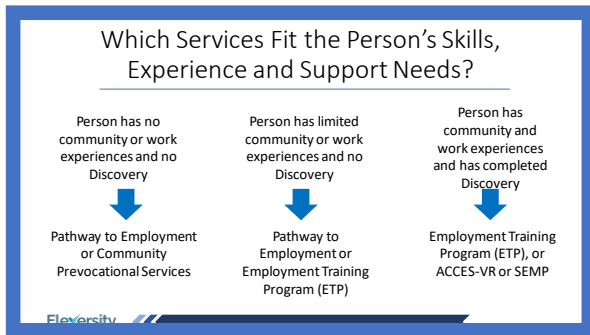 Which Services Fit the Person's Skills,
Experience and Support Needs?
Person has no
community or work
experiences and no
Discovery
Person has limited
community or work
experiences and no
Discovery
Person has
community and
work experiences
and has completed
Discovery
Pathway to Employment
or Community
Prevocational Services
Pathway to
Employment or
Employment Training
Program (ETP)
Employment Training
Program (ETP), or
ACCES-VR or SEMP
Flexversity